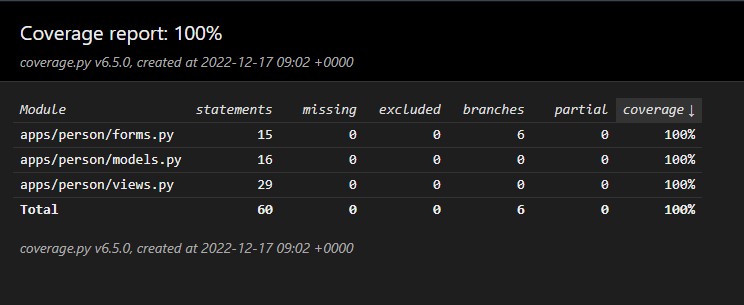 Coverage report: 100%
coverage.py v6.5.0, created at 2022-12-17 09:02 +0000
Module statements missing excluded branches partial coverage ↓
apps/person/forms.py 15 0 0 6 0 100%
apps/person/models.py 16 0 0 0 0 100%
apps/person/views.py 29 0 0 0 0 100%
Total 60 0 0 6 0 100%
coverage.py v6.5.0, created at 2022-12-17 09:02 +0000